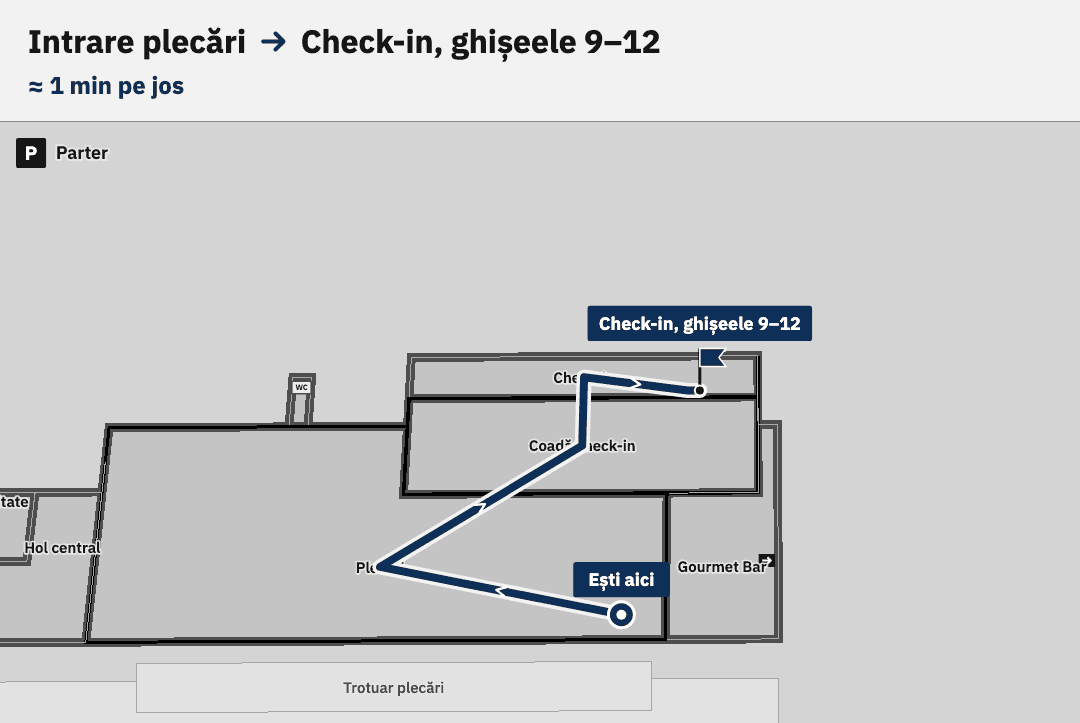 Intrare plecări → Check-in, ghișeele 9–12
≈ 1 min pe jos
P Parter
Check-in, ghișeele 9–12
wc
Coadă
Hol central
Gourmet Bar
Ești aici
Trotuar plecări